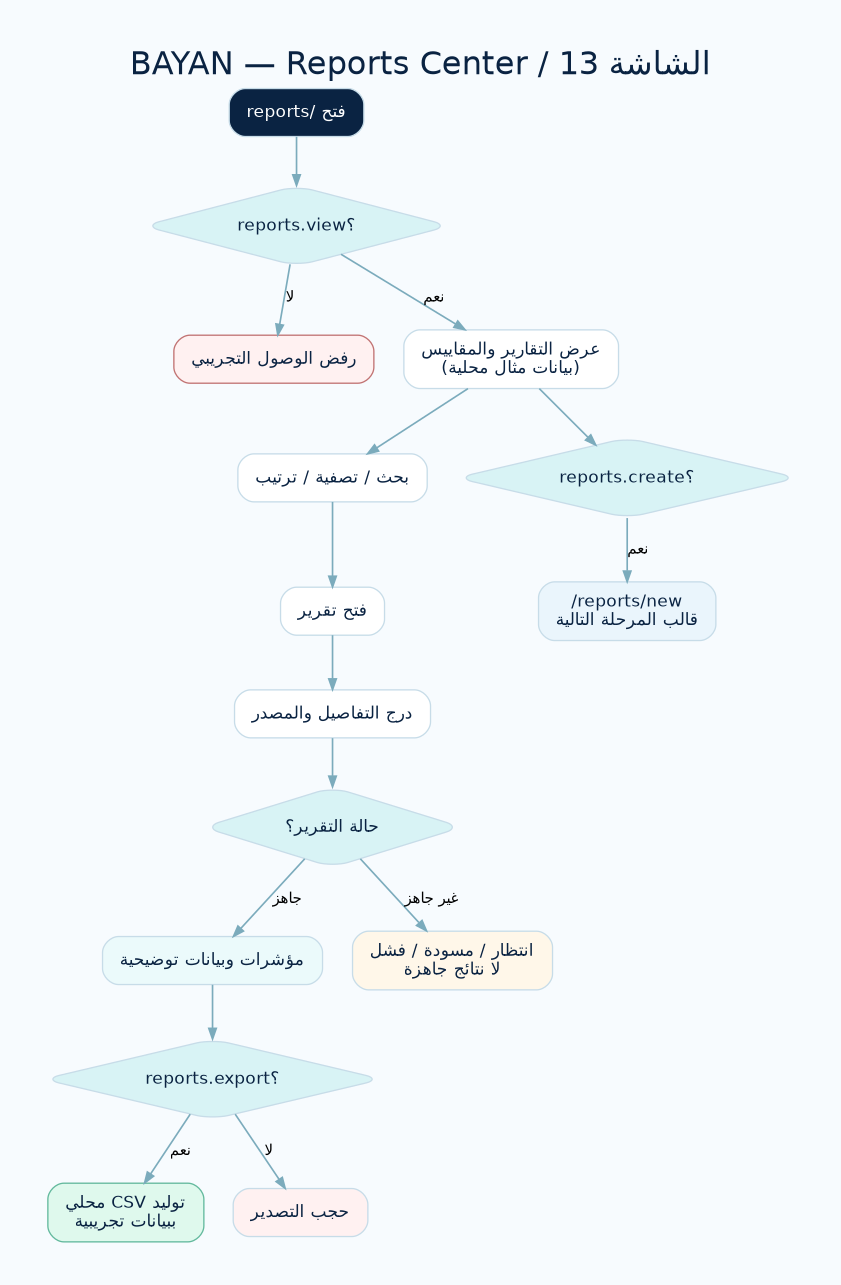 BAYAN — Reports Center / 13 الشاشة
فتح /reports
reports.view؟
لا
نعم
رفض الوصول التجريبي
عرض التقارير والمقاييس
(بيانات مثال محلية)
بحث / تصفية / ترتيب
reports.create؟
نعم
/reports/new
قالب المرحلة التالية
فتح تقرير
درج التفاصيل والمصدر
حالة التقرير؟
جاهز
غير جاهز
مؤشرات وبيانات توضيحية
انتظار / مسودة / فشل
لا نتائج جاهزة
reports.export؟
نعم
لا
توليد CSV محلي
ببيانات تجريبية
حجب التصدير